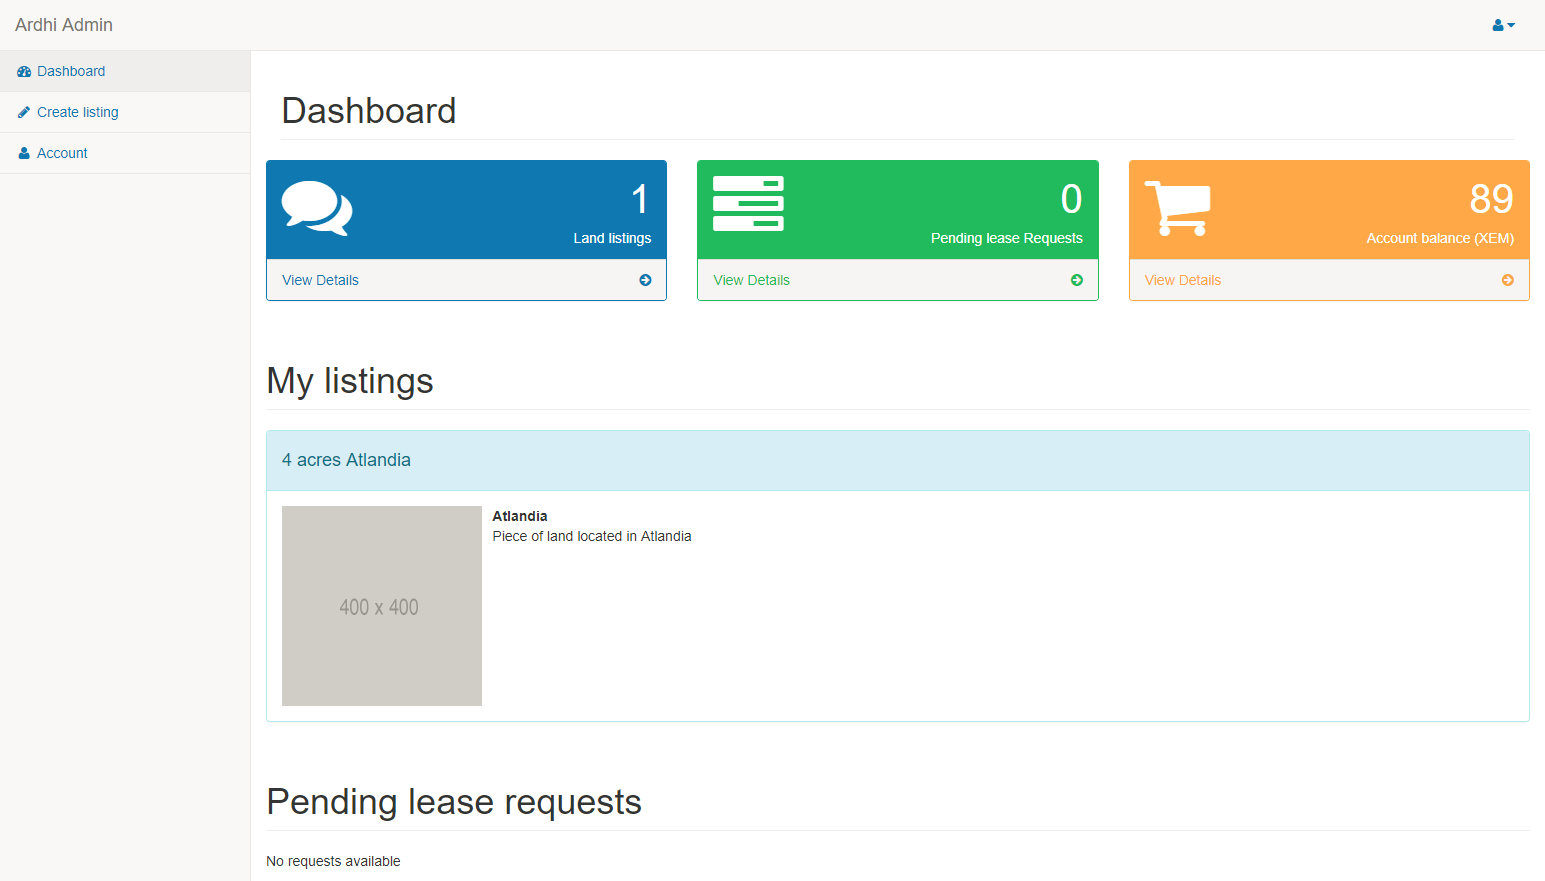 Ardhi Admin
Dashboard
Create listing
Account
Dashboard
1
Land listings
View Details
0
Pending lease Requests
View Details
89
Account balance (XEM)
View Details
My listings
4 acres Atlandia
400 x 400
Atlandia
Piece of land located in Atlandia
Pending lease requests
No requests available